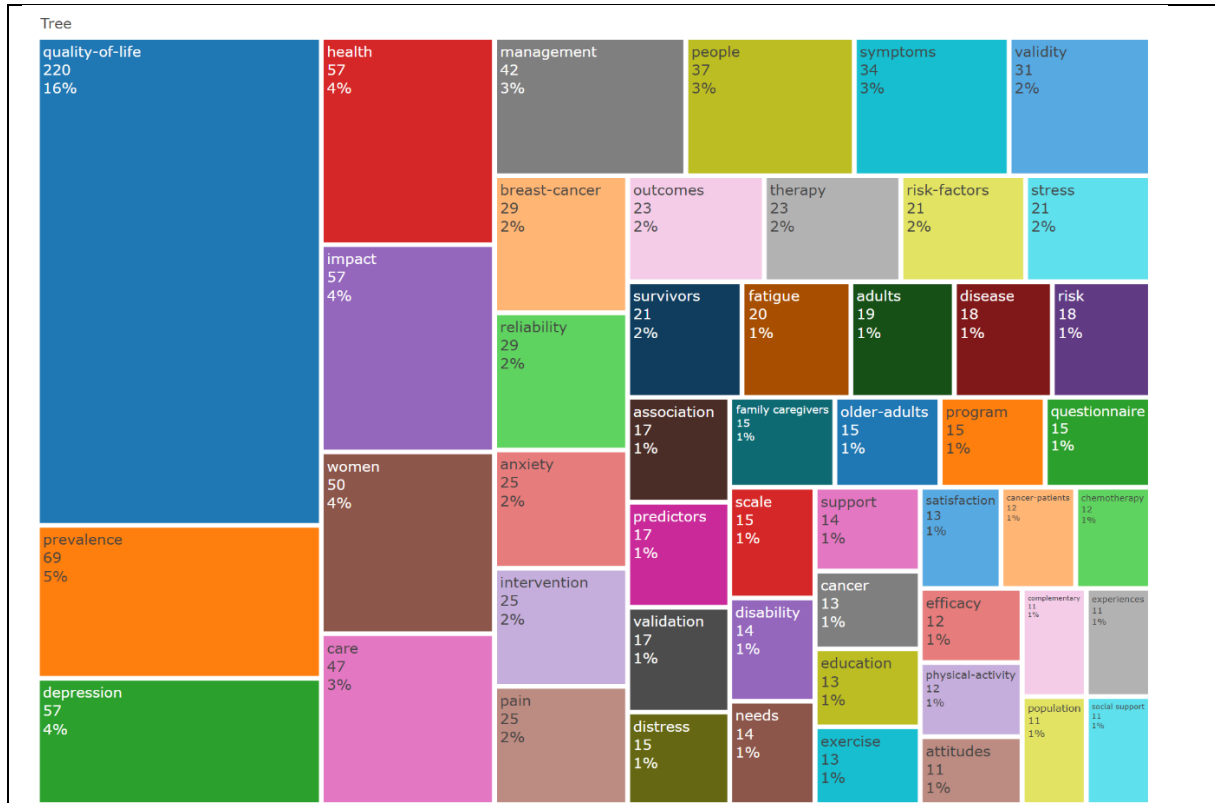 Tree
quality-of-life
220
16%
prevalence
69
5%
depression
57
4%
health
57
4%
impact
57
4%
women
50
4%
care
47
3%
management
42
3%
people
37
3%
symptoms
34
3%
validity
31
2%
breast-cancer
29
2%
reliability
29
2%
anxiety
25
2%
intervention
25
2%
pain
25
2%
outcomes
23
2%
therapy
23
2%
risk-factors
21
2%
stress
21
2%
survivors
21
2%
fatigue
20
1%
adults
19
1%
disease
18
1%
risk
18
1%
association
17
1%
predictors
17
1%
validation
17
1%
distress
15
1%
family caregivers
15
1%
older-adults
15
1%
program
15
1%
questionnaire
15
1%
scale
15
1%
disability
14
1%
needs
14
1%
support
14
1%
cancer
13
1%
education
13
1%
exercise
13
1%
satisfaction
13
1%
cancer-patients
12
1%
chemotherapy
12
1%
efficacy
12
1%
physical-activity
12
1%
attitudes
11
1%
complementary
11
1%
experiences
11
1%
population
11
1%
social support
11
1%